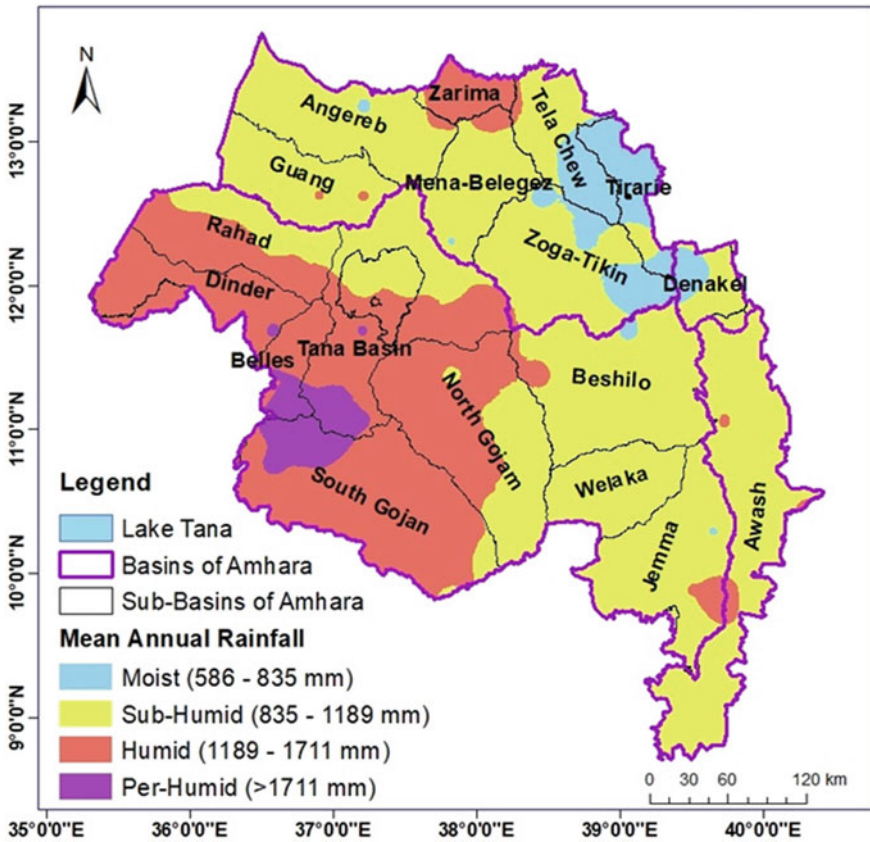 N
Zarima
Angereb
Tela Chew
Guang
Mena-Belegez
Tirarie
Rahad
Zoga-Tikin
Dinder
Denakel
Belles
Tana Basin
Beshilo
North Gojam
South Gojan
Welaka
Awash
Jemma
Legend
Lake Tana
Basins of Amhara
Sub-Basins of Amhara
Mean Annual Rainfall
Moist (586 - 835 mm)
Sub-Humid (835 - 1189 mm)
Humid (1189 - 1711 mm)
Per-Humid (>1711 mm)
0 30 60 120 km
13°0'0"N
12°0'0"N
11°0'0"N
10°0'0"N
9°0'0"N
35°0'0"E 36°0'0"E 37°0'0"E 38°0'0"E 39°0'0"E 40°0'0"E